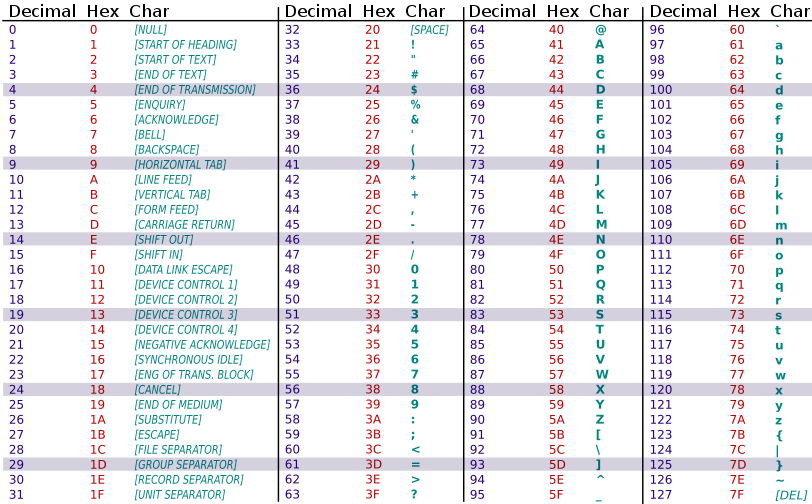 Decimal Hex Char Decimal Hex Char Decimal Hex Char Decimal Hex Char
0 0 [NULL] 32 20 [SPACE] 64 40 @ 96 60 `
1 1 [START OF HEADING] 33 21 ! 65 41 A 97 61 a
2 2 [START OF TEXT] 34 22 " 66 42 B 98 62 b
3 3 [END OF TEXT] 35 23 # 67 43 C 99 63 c
4 4 [END OF TRANSMISSION] 36 24 $ 68 44 D 100 64 d
5 5 [ENQUIRY] 37 25 % 69 45 E 101 65 e
6 6 [ACKNOWLEDGE] 38 26 & 70 46 F 102 66 f
7 7 [BELL] 39 27 ' 71 47 G 103 67 g
8 8 [BACKSPACE] 40 28 ( 72 48 H 104 68 h
9 9 [HORIZONTAL TAB] 41 29 ) 73 49 I 105 69 i
10 A [LINE FEED] 42 2A * 74 4A J 106 6A j
11 B [VERTICAL TAB] 43 2B + 75 4B K 107 6B k
12 C [FORM FEED] 44 2C , 76 4C L 108 6C l
13 D [CARRIAGE RETURN] 45 2D - 77 4D M 109 6D m
14 E [SHIFT OUT] 46 2E . 78 4E N 110 6E n
15 F [SHIFT IN] 47 2F / 79 4F O 111 6F o
16 10 [DATA LINK ESCAPE] 48 30 0 80 50 P 112 70 p
17 11 [DEVICE CONTROL 1] 49 31 1 81 51 Q 113 71 q
18 12 [DEVICE CONTROL 2] 50 32 2 82 52 R 114 72 r
19 13 [DEVICE CONTROL 3] 51 33 3 83 53 S 115 73 s
20 14 [DEVICE CONTROL 4] 52 34 4 84 54 T 116 74 t
21 15 [NEGATIVE ACKNOWLEDGE] 53 35 5 85 55 U 117 75 u
22 16 [SYNCHRONOUS IDLE] 54 36 6 86 56 V 118 76 v
23 17 [ENG OF TRANS. BLOCK] 55 37 7 87 57 W 119 77 w
24 18 [CANCEL] 56 38 8 88 58 X 120 78 x
25 19 [END OF MEDIUM] 57 39 9 89 59 Y 121 79 y
26 1A [SUBSTITUTE] 58 3A : 90 5A Z 122 7A z
27 1B [ESCAPE] 59 3B ; 91 5B [ 123 7B {
28 1C [FILE SEPARATOR] 60 3C < 92 5C \ 124 7C |
29 1D [GROUP SEPARATOR] 61 3D = 93 5D ] 125 7D }
30 1E [RECORD SEPARATOR] 62 3E > 94 5E ^ 126 7E ~
31 1F [UNIT SEPARATOR] 63 3F ? 95 5F _ 127 7F [DEL]